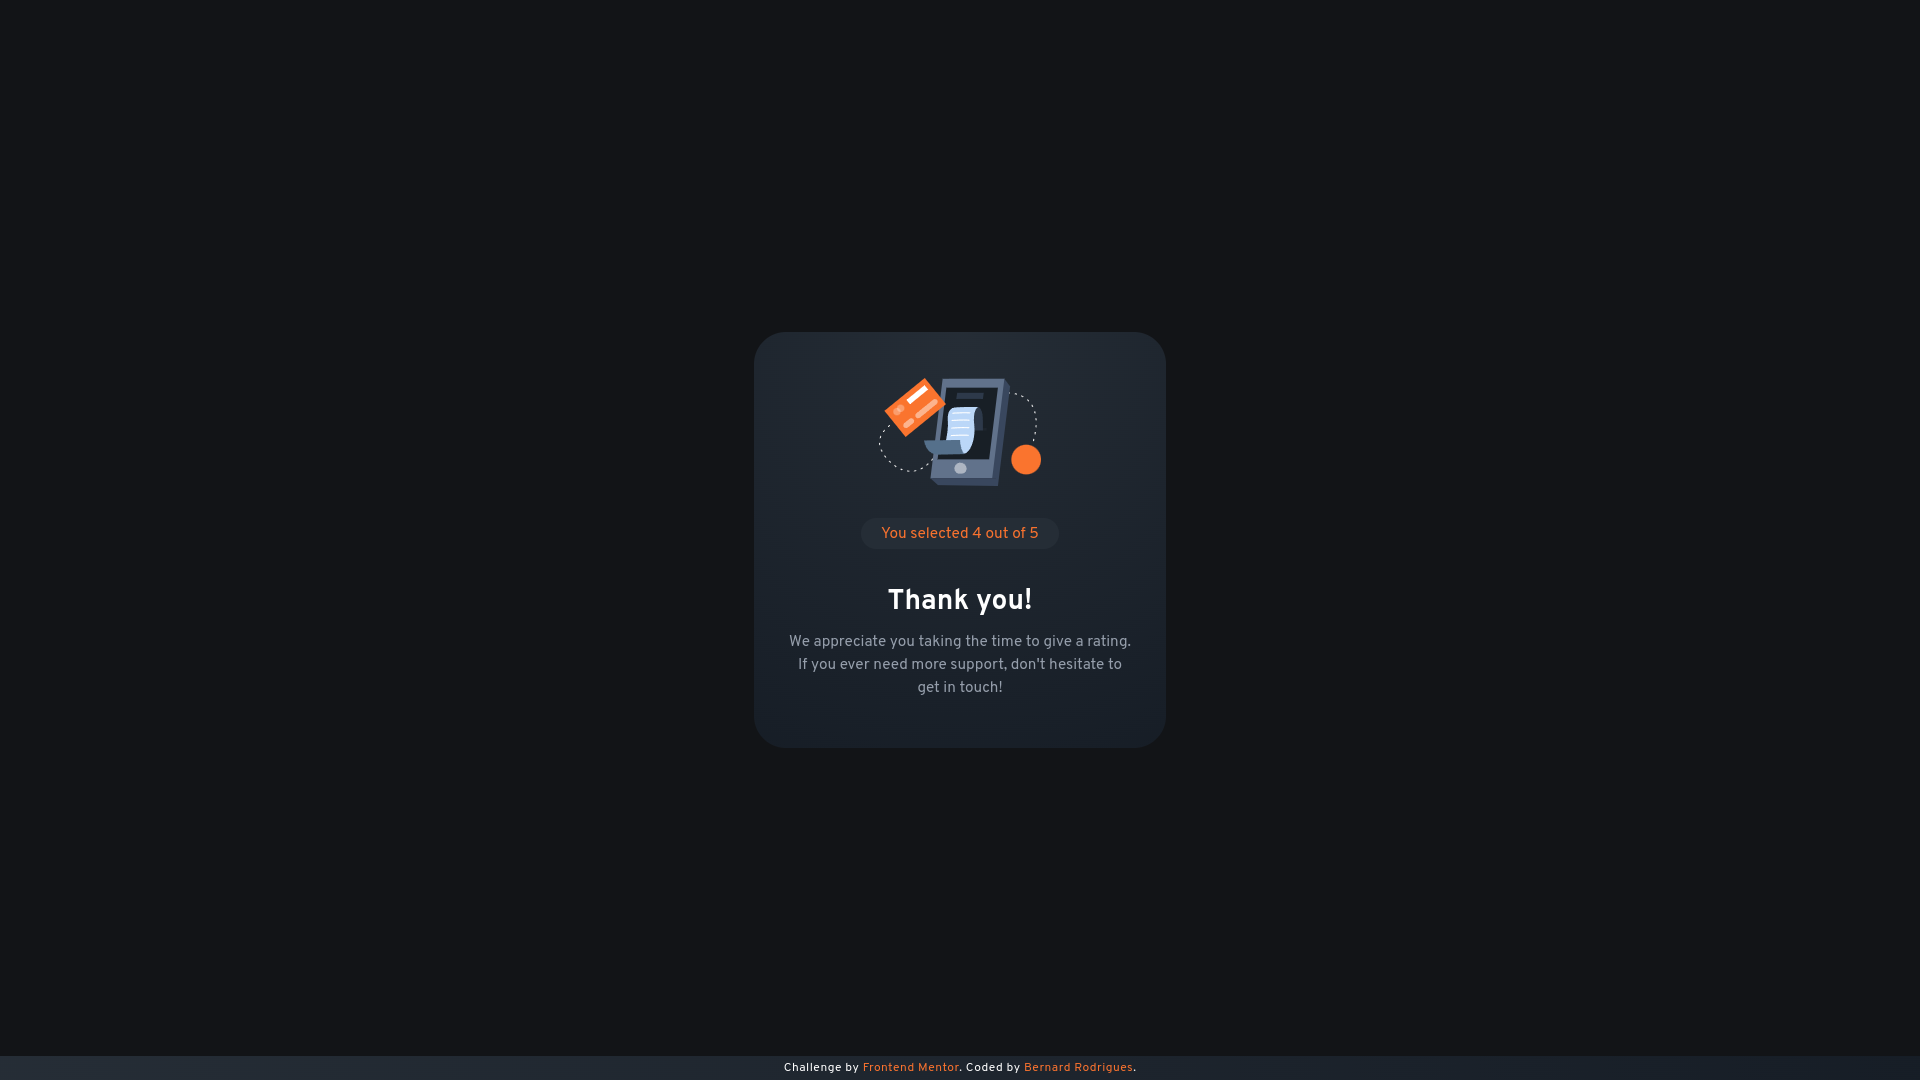 You selected 4 out of 5
Thank you!
We appreciate you taking the time to give a rating.
If you ever need more support, don't hesitate to
get in touch!
Challenge by Frontend Mentor. Coded by Bernard Rodrigues.